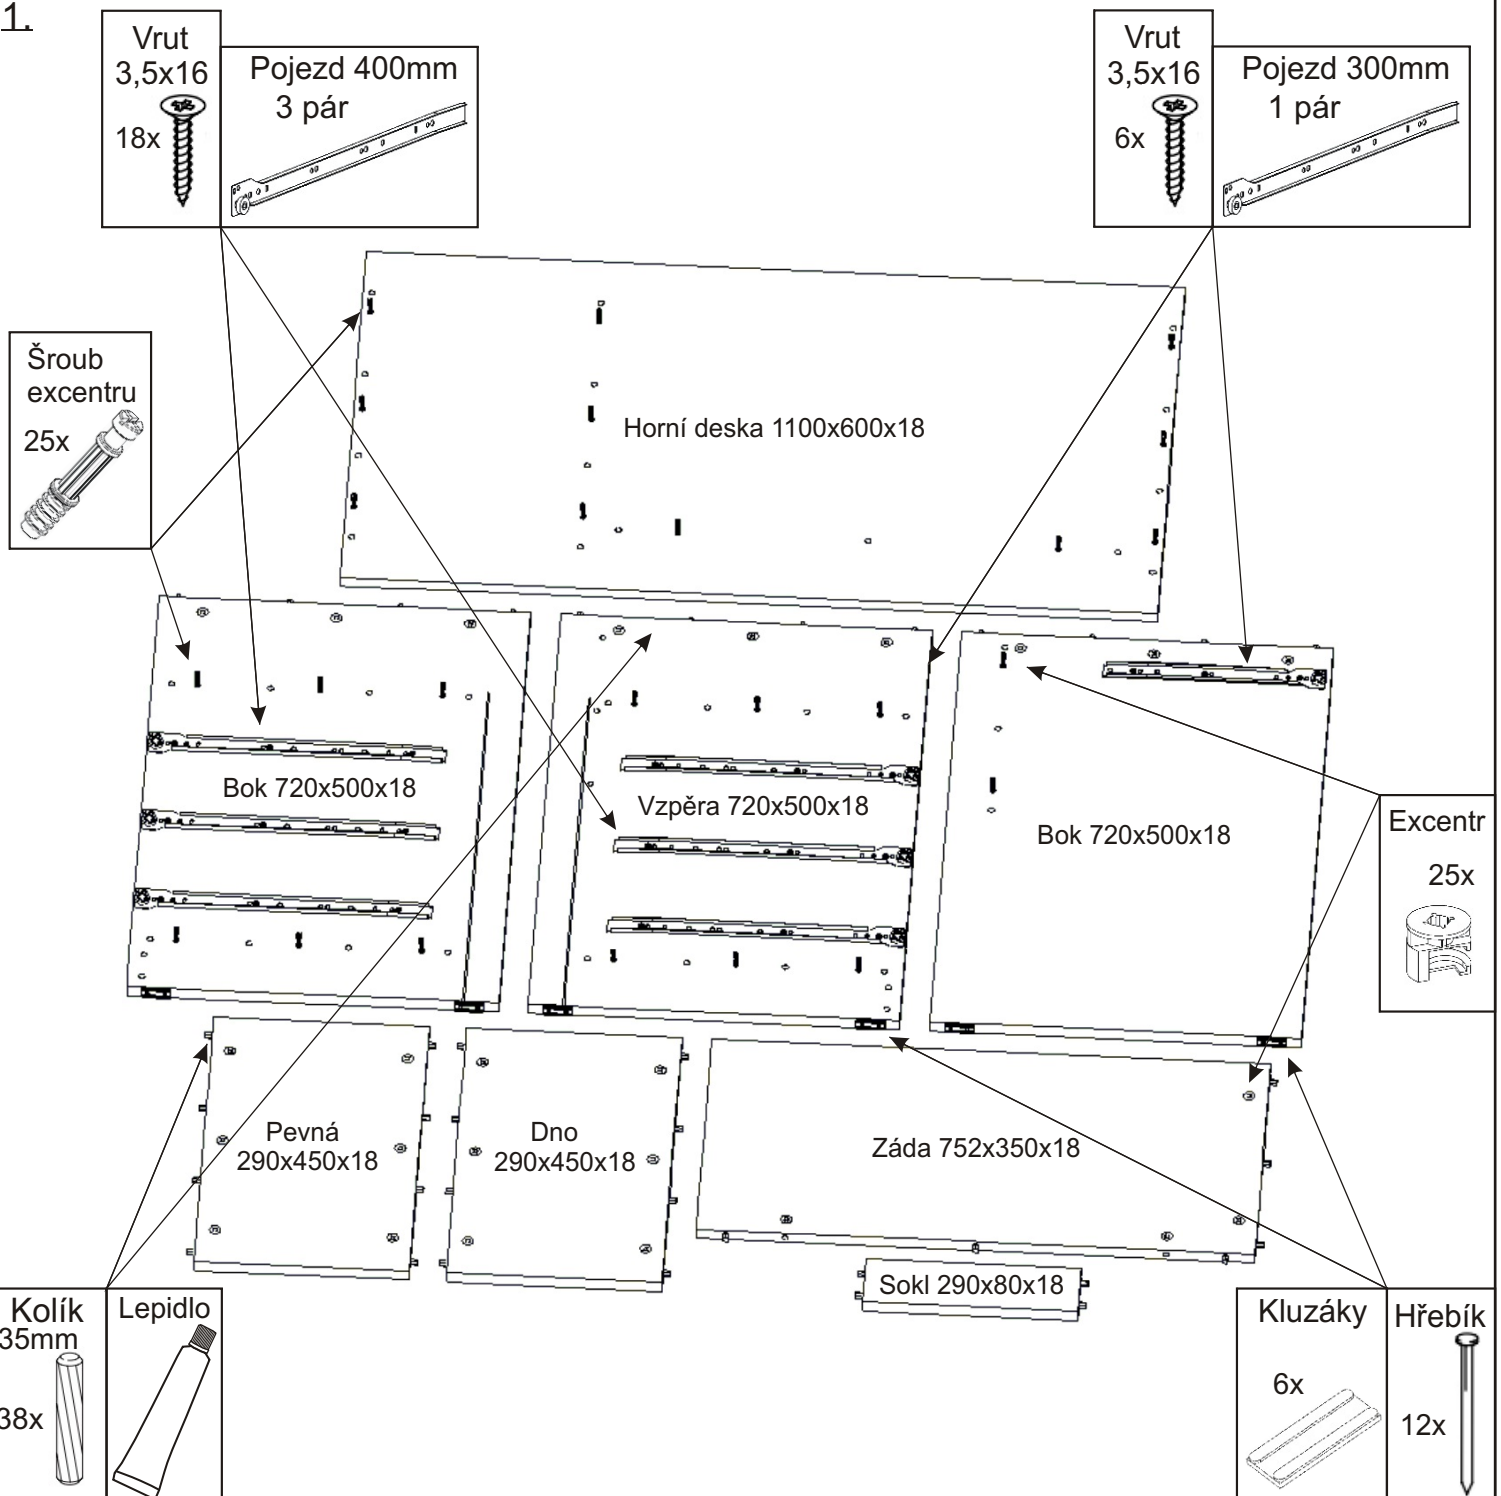 1.
Vrut
3,5x16
18x
Pojezd 400mm
3 pár
Vrut
3,5x16
6x
Pojezd 300mm
1 pár
Šroub
excentru
25x
Horní deska 1100x600x18
Bok 720x500x18
Vzpěra 720x500x18
Bok 720x500x18
Excentr
25x
Pevná
290x450x18
Dno
290x450x18
Záda 752x350x18
Sokl 290x80x18
Kolík
35mm
38x
Lepidlo
Kluzáky
6x
Hřebík
12x